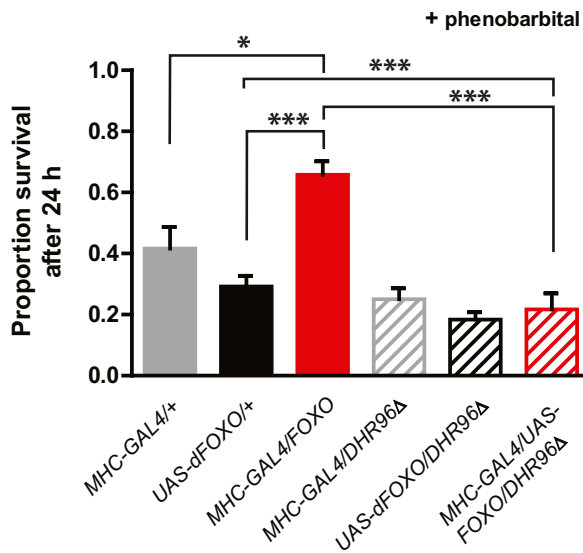 + phenobarbital
*
***
***
***
Proportion survival
after 24 h
1.0
0.8
0.6
0.4
0.2
0.0
MHC-GAL4/+
UAS-dFOXO/+
MHC-GAL4/FOXO
MHC-GAL4/DHR96Δ
UAS-dFOXO/DHR96Δ
MHC-GAL4/UAS-
FOXO/DHR96Δ